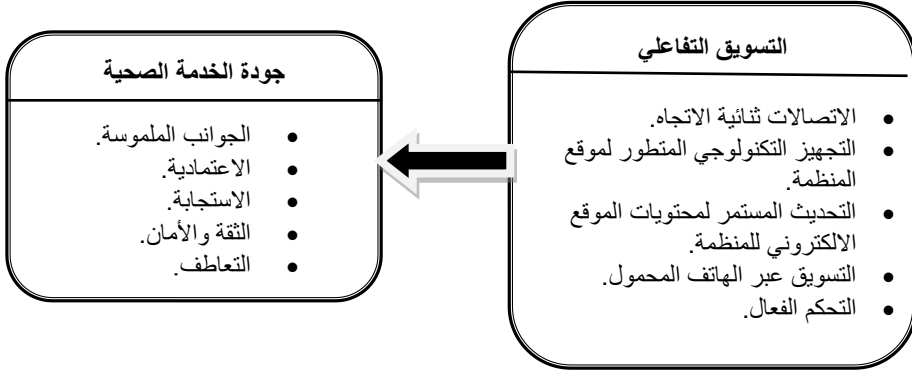 التسويق التفاعلي
• الاتصالات ثنائية الاتجاه.
• التجهيز التكنولوجي المتطور لموقع
المنظمة.
• التحديث المستمر لمحتويات الموقع
الالكتروني للمنظمة.
• التسويق عبر الهاتف المحمول.
• التحكم الفعال.
جودة الخدمة الصحية
• الجوانب الملموسة.
• الاعتمادية.
• الاستجابة.
• الثقة والأمان.
• التعاطف.